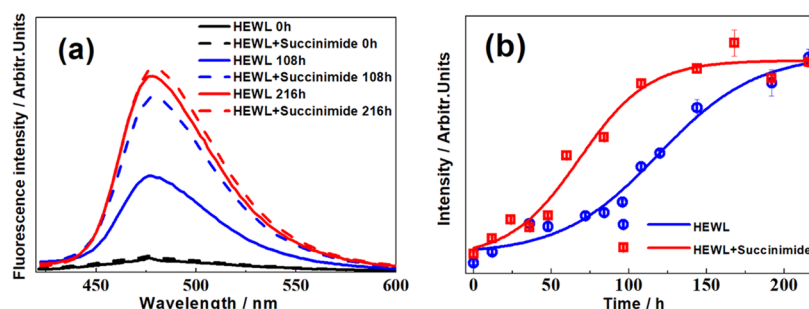 (a)
HEWL 0h
HEWL+Succinimide 0h
HEWL 108h
HEWL+Succinimide 108h
HEWL 216h
HEWL+Succinimide 216h
Fluorescence intensity / Arbitr.Units
450 500 550 600
Wavelength / nm
(b)
Intensity / Arbitr.Units
HEWL
HEWL+Succinimide
0 50 100 150 200
Time / h